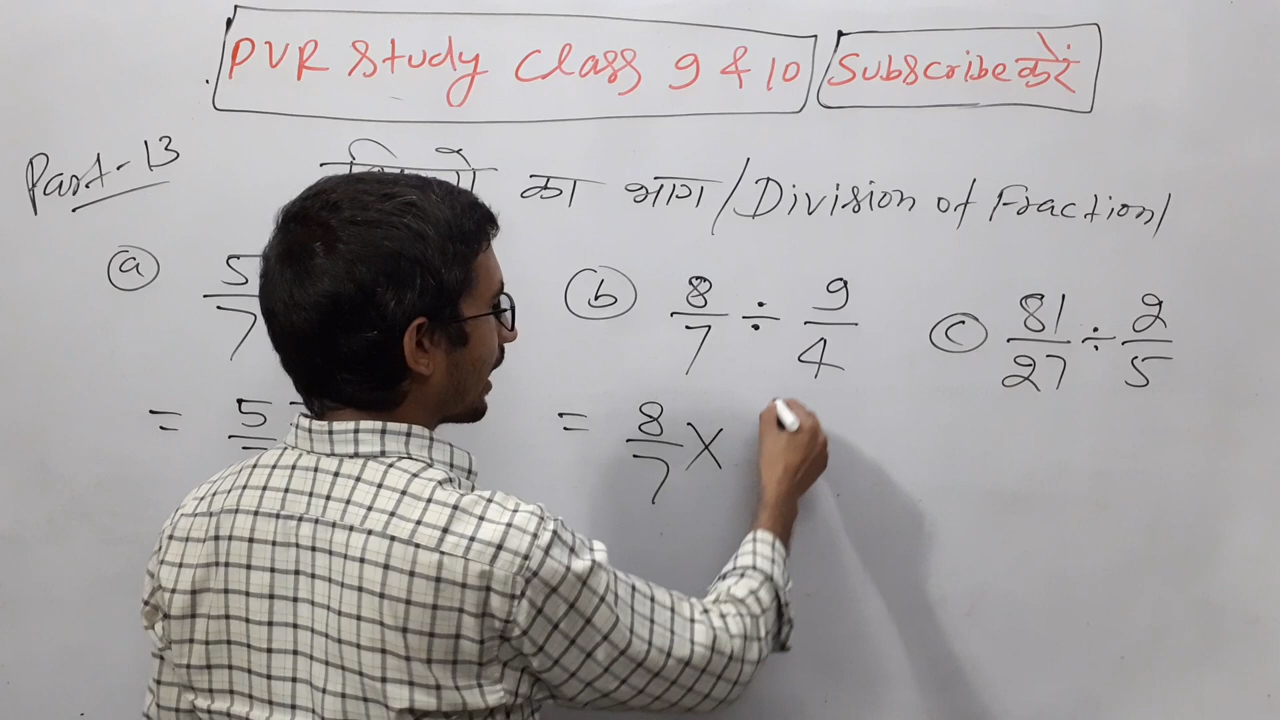 PVR Study Class 9 & 10 Subscribe करें
Part-13
का भाग / Division of Fraction
(a) 5/7 (b) 8/7 ÷ 9/4 (c) 81/27 ÷ 2/5
= 5 = 8/7 ×